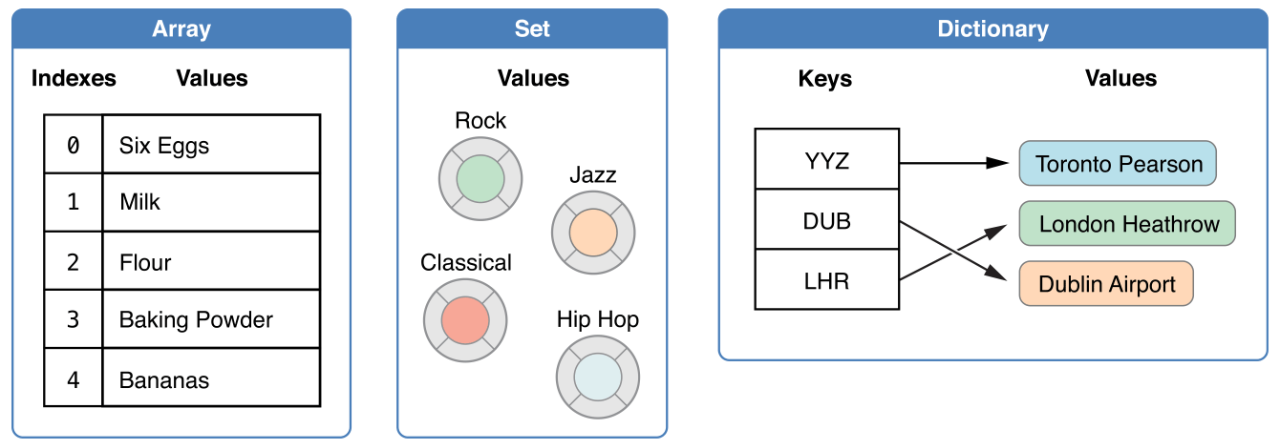 Array
Indexes Values
0 Six Eggs
1 Milk
2 Flour
3 Baking Powder
4 Bananas
Set
Values
Rock
Jazz
Classical
Hip Hop
Dictionary
Keys Values
YYZ Toronto Pearson
DUB London Heathrow
LHR Dublin Airport